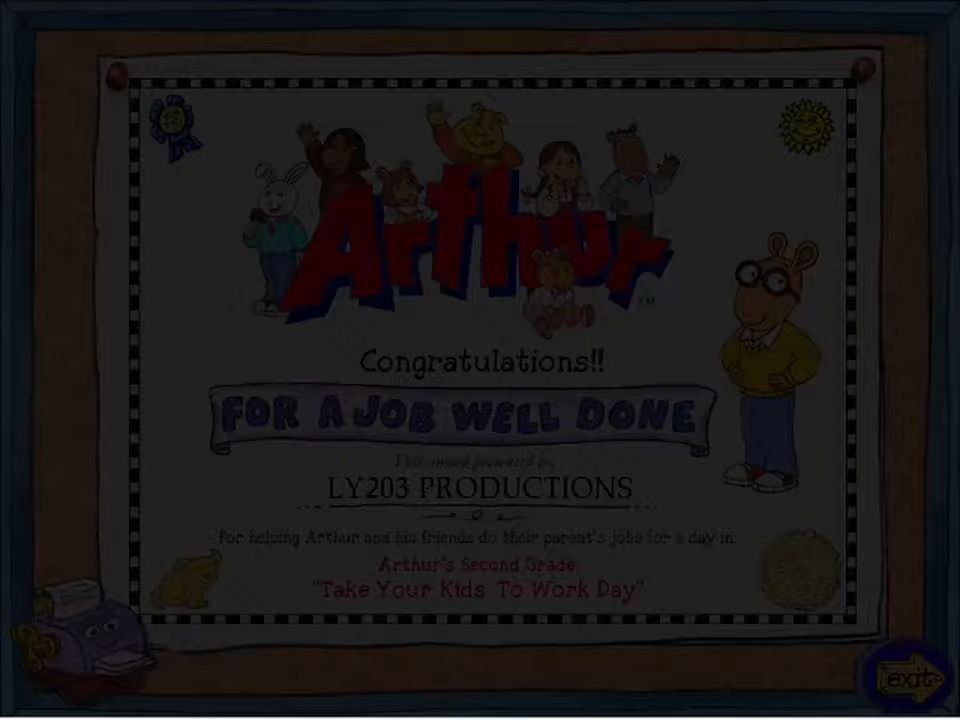 Arthur
TM
Congratulations!!
FOR A JOB WELL DONE
This award presented to:
LY203 PRODUCTIONS
For helping Arthur and his friends do their parent's jobs for a day in:
Arthur's Second Grade
"Take Your Kids To Work Day"
exit